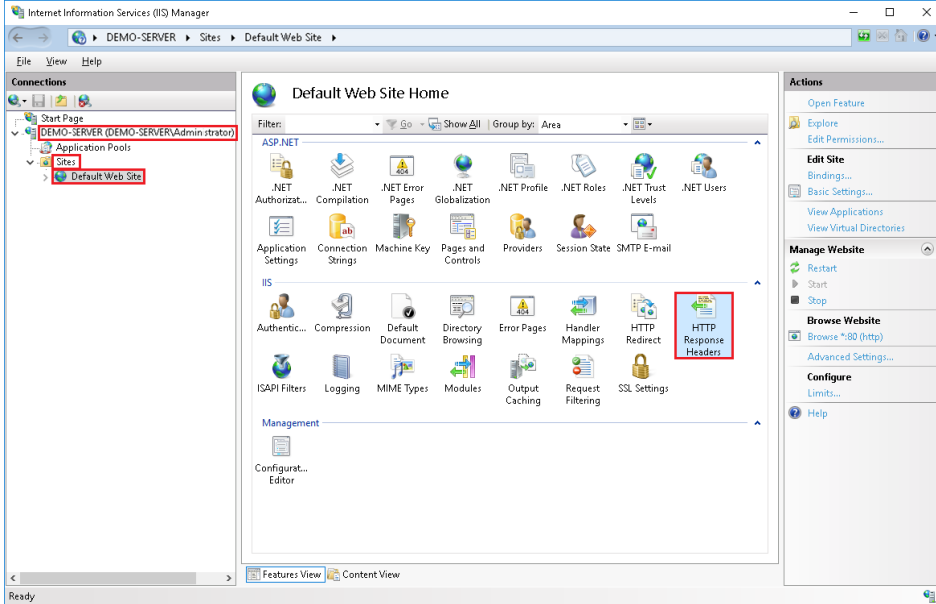 Internet Information Services (IIS) Manager
DEMO-SERVER Sites Default Web Site
File View Help
Connections
Start Page
DEMO-SERVER (DEMO-SERVER\Admin strator)
Application Pools
Sites
Default Web Site
Default Web Site Home
Filter: Go Show All Group by: Area
ASP.NET
.NET Authorizat...
.NET Compilation
.NET Error Pages
.NET Globalization
.NET Profile
.NET Roles
.NET Trust Levels
.NET Users
Application Settings
Connection Strings
Machine Key
Pages and Controls
Providers
Session State
SMTP E-mail
IIS
Authentic...
Compression
Default Document
Directory Browsing
Error Pages
Handler Mappings
HTTP Redirect
HTTP Response Headers
ISAPI Filters
Logging
MIME Types
Modules
Output Caching
Request Filtering
SSL Settings
Management
Configurat... Editor
Features View Content View
Actions
Open Feature
Explore
Edit Permissions...
Edit Site
Bindings...
Basic Settings...
View Applications
View Virtual Directories
Manage Website
Restart
Start
Stop
Browse Website
Browse *:80 (http)
Advanced Settings...
Configure
Limits...
Help
Ready